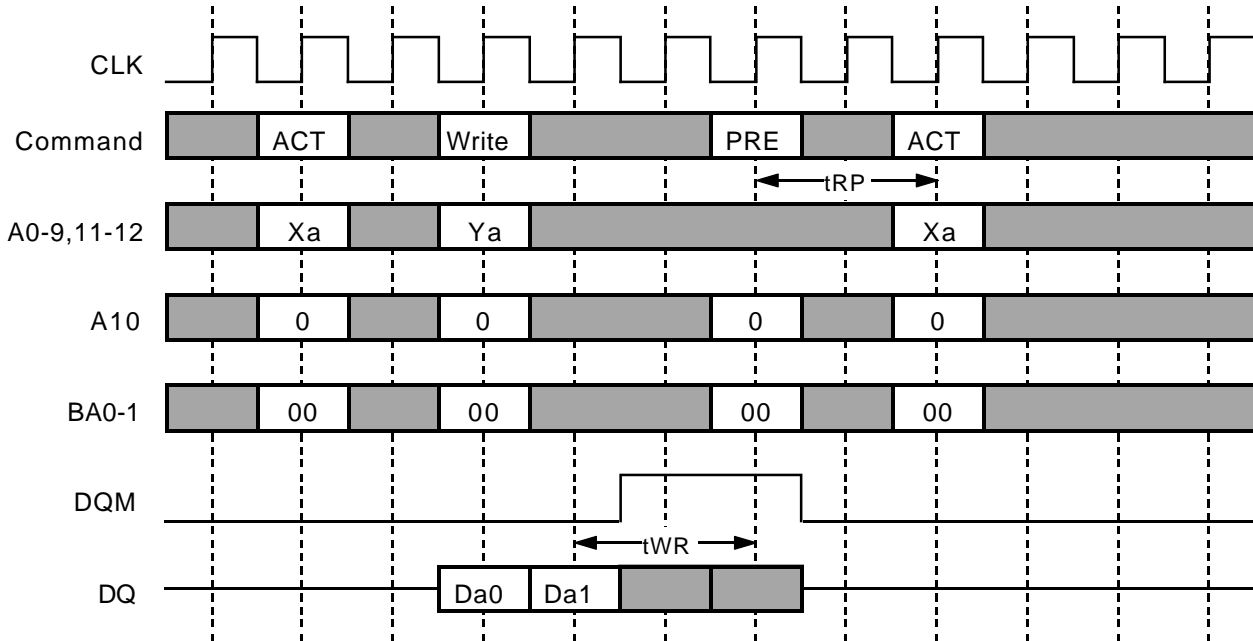 CLK
Command ACT Write PRE ACT
tRP
A0-9,11-12 Xa Ya Xa
A10 0 0 0 0
BA0-1 00 00 00 00
DQM
tWR
DQ Da0 Da1